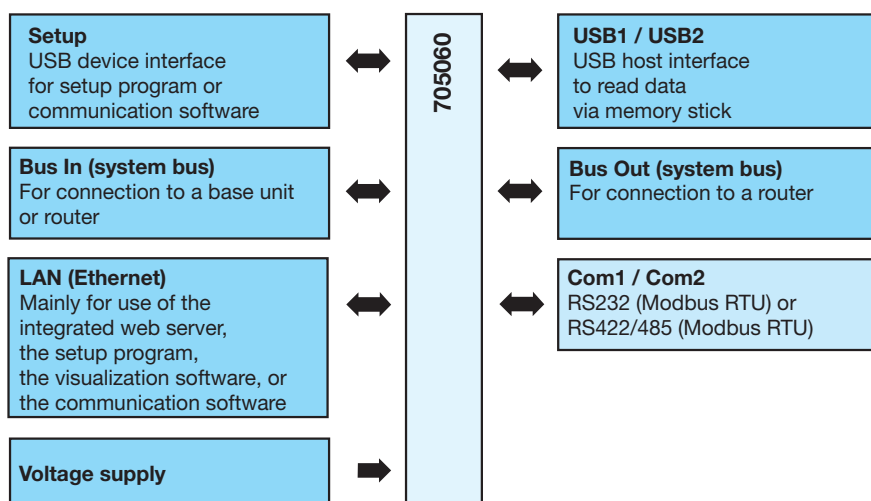 Setup
USB device interface
for setup program or
communication software
Bus In (system bus)
For connection to a base unit
or router
LAN (Ethernet)
Mainly for use of the
integrated web server,
the setup program,
the visualization software, or
the communication software
Voltage supply
705060
USB1 / USB2
USB host interface
to read data
via memory stick
Bus Out (system bus)
For connection to a router
Com1 / Com2
RS232 (Modbus RTU) or
RS422/485 (Modbus RTU)